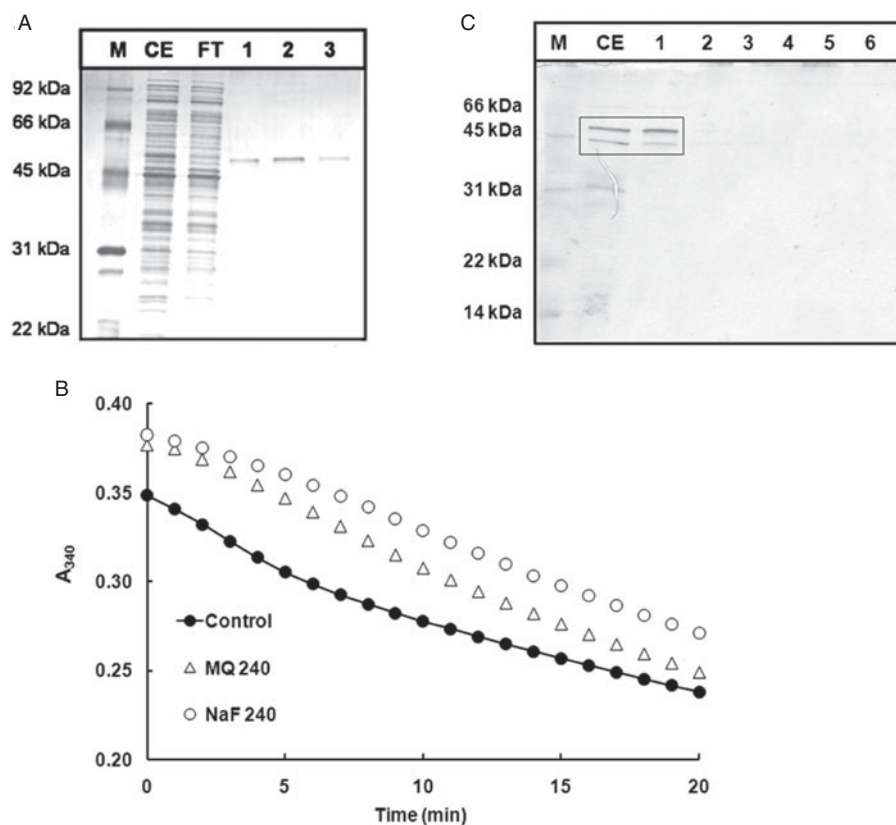 A
M CE FT 1 2 3
92 kDa
66 kDa
45 kDa
31 kDa
22 kDa
C
M CE 1 2 3 4 5 6
66 kDa
45 kDa
31 kDa
22 kDa
14 kDa
B
0.40
0.35
0.30
0.25
0.20
A340
Control
MQ 240
NaF 240
0 5 10 15 20
Time (min)